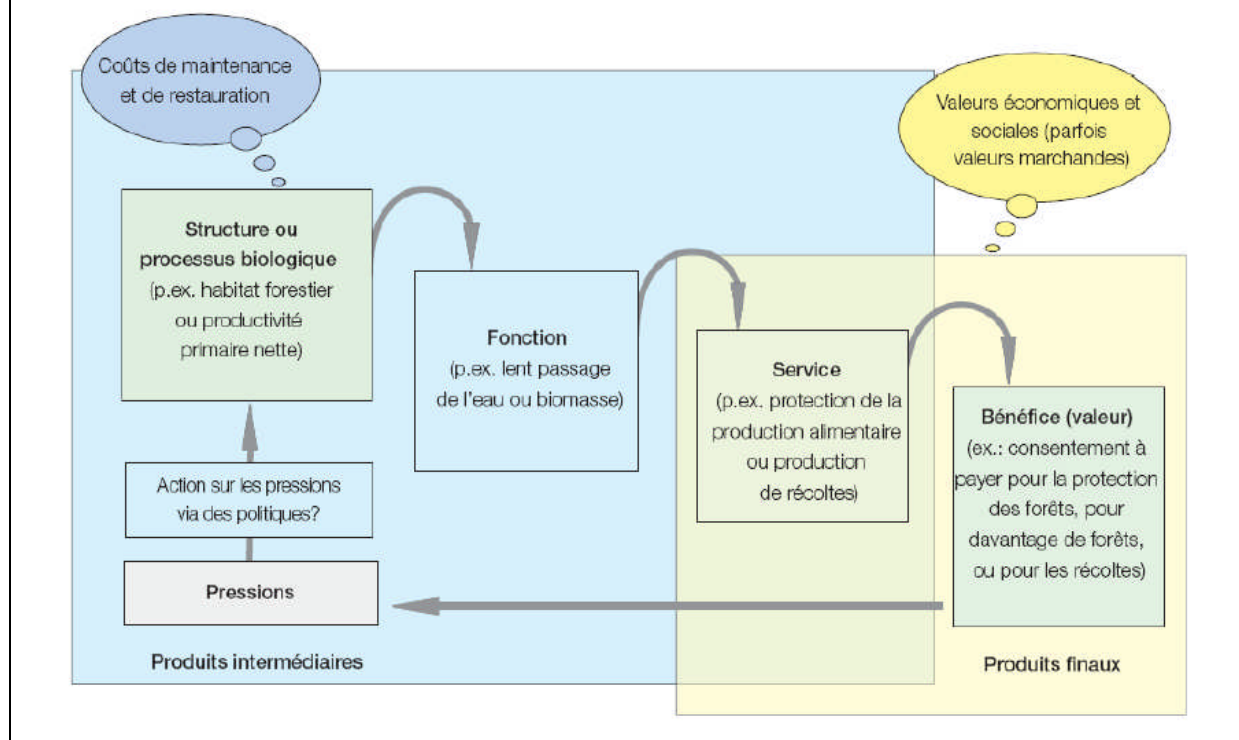 Coûts de maintenance
et de restauration
Valeurs économiques et
sociales (parfois
valeurs marchandes)
Structure ou
processus biologique
(p.ex. habitat forestier
ou productivité
primaire nette)
Fonction
(p.ex. lent passage
de l'eau ou biomasse)
Service
(p.ex. protection de la
production alimentaire
ou production
de récoltes)
Bénéfice (valeur)
(ex.: consentement à
payer pour la protection
des forêts, pour
davantage de forêts,
ou pour les récoltes)
Action sur les pressions
via des politiques?
Pressions
Produits intermédiaires
Produits finaux